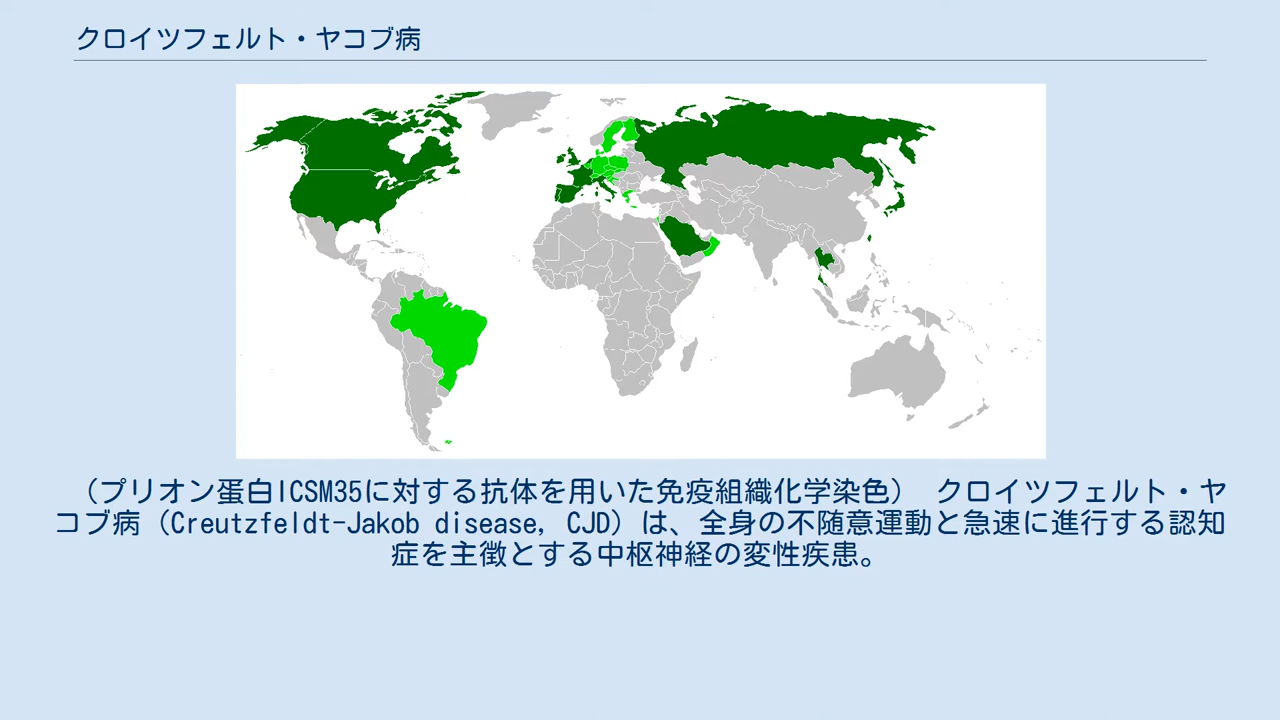 クロイツフェルト・ヤコブ病
（プリオン蛋白ICSM35に対する抗体を用いた免疫組織化学染色） クロイツフェルト・ヤ
コブ病（Creutzfeldt-Jakob disease, CJD）は、全身の不随意運動と急速に進行する認知
症を主徴とする中枢神経の変性疾患。